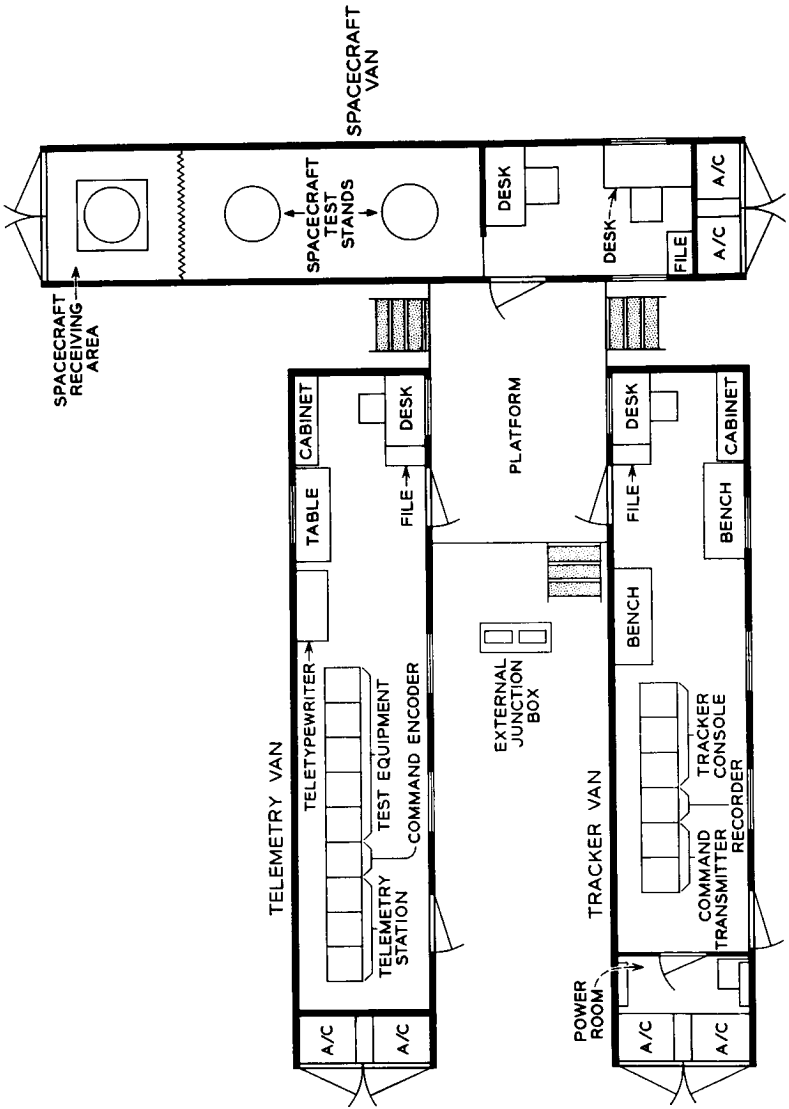 SPACECRAFT
VAN
SPACECRAFT
RECEIVING
AREA
SPACECRAFT
TEST
STANDS
DESK
DESK
FILE
A/C
A/C
TELEMETRY VAN
CABINET
TABLE
DESK
FILE
TELETYPEWRITER
TEST EQUIPMENT
COMMAND ENCODER
TELEMETRY
STATION
A/C
A/C
PLATFORM
EXTERNAL
JUNCTION
BOX
TRACKER VAN
DESK
FILE
CABINET
BENCH
BENCH
TRACKER
CONSOLE
RECORDER
COMMAND
TRANSMITTER
POWER
ROOM
A/C
A/C